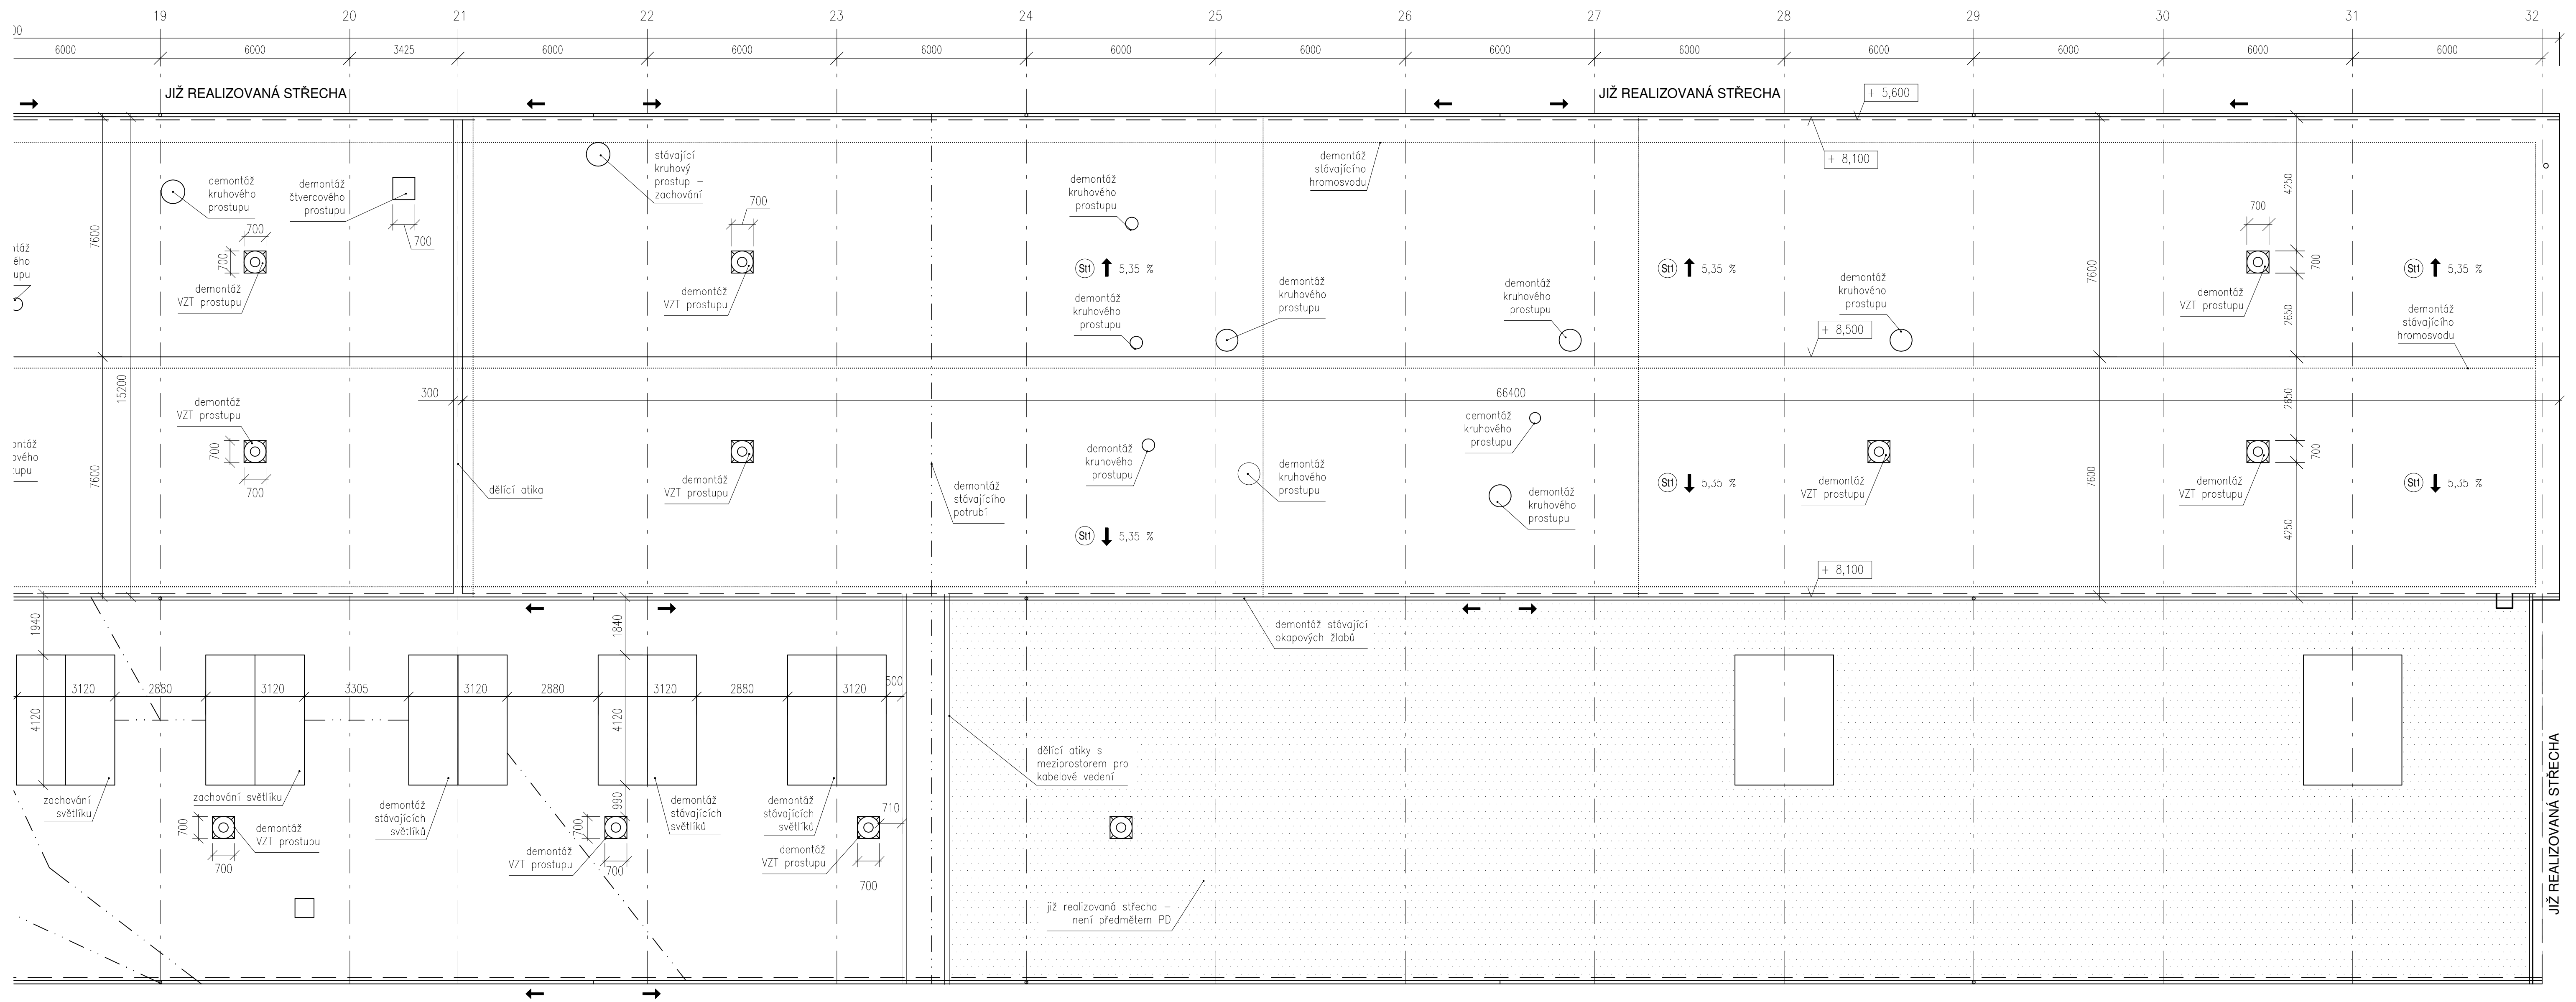 19 20 21 22 23 24 25 26 27 28 29 30 31 32
00
6000 6000 3425 6000 6000 6000 6000 6000 6000 6000 6000 6000 6000 6000
JIŽ REALIZOVANÁ STŘECHA
JIŽ REALIZOVANÁ STŘECHA
+ 5,600
+ 8,100
demontáž
kruhového
prostupu
demontáž
čtvercového
prostupu
700
stávající
kruhový
prostup –
zachování
700
demontáž
kruhového
prostupu
demontáž
stávajícího
hromosvodu
4250
700
7600
700
700
demontáž
VZT prostupu
demontáž
VZT prostupu
St1 5,35 %
demontáž
kruhového
prostupu
demontáž
kruhového
prostupu
demontáž
kruhového
prostupu
St1 5,35 %
demontáž
kruhového
prostupu
+ 8,500
7600
demontáž
VZT prostupu
700
2650
St1 5,35 %
demontáž
stávajícího
hromosvodu
ého
upu
15200
300
66400
demontáž
VZT prostupu
700
700
7600
dělící atika
demontáž
VZT prostupu
demontáž
stávajícího
potrubí
demontáž
kruhového
prostupu
St1 5,35 %
demontáž
kruhového
prostupu
demontáž
kruhového
prostupu
demontáž
kruhového
prostupu
St1 5,35 %
demontáž
VZT prostupu
7600
2650
700
demontáž
VZT prostupu
4250
St1 5,35 %
+ 8,100
1940
1840
demontáž stávající
okapových žlabů
3120 2880 3120 3305 3120 2880 3120 2880 3120 500
4120
4120
dělící atiky s
meziprostorem pro
kabelové vedení
zachování
světlíku
zachování světlíku
demontáž
stávajících
světlíků
990
demontáž
stávajících
světlíků
demontáž
stávajících
světlíků
710
700
demontáž
VZT prostupu
700
700
demontáž
VZT prostupu
700
demontáž
VZT prostupu
700
již realizovaná střecha –
není předmětem PD
JIŽ REALIZOVANÁ STŘECHA